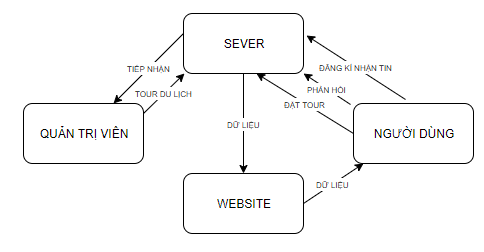 SEVER
TIẾP NHẬN
ĐĂNG KÍ NHẬN TIN
TOUR DU LỊCH
PHẢN HỒI
ĐẶT TOUR
DỮ LIỆU
QUẢN TRỊ VIÊN
NGƯỜI DÙNG
WEBSITE
DỮ LIỆU